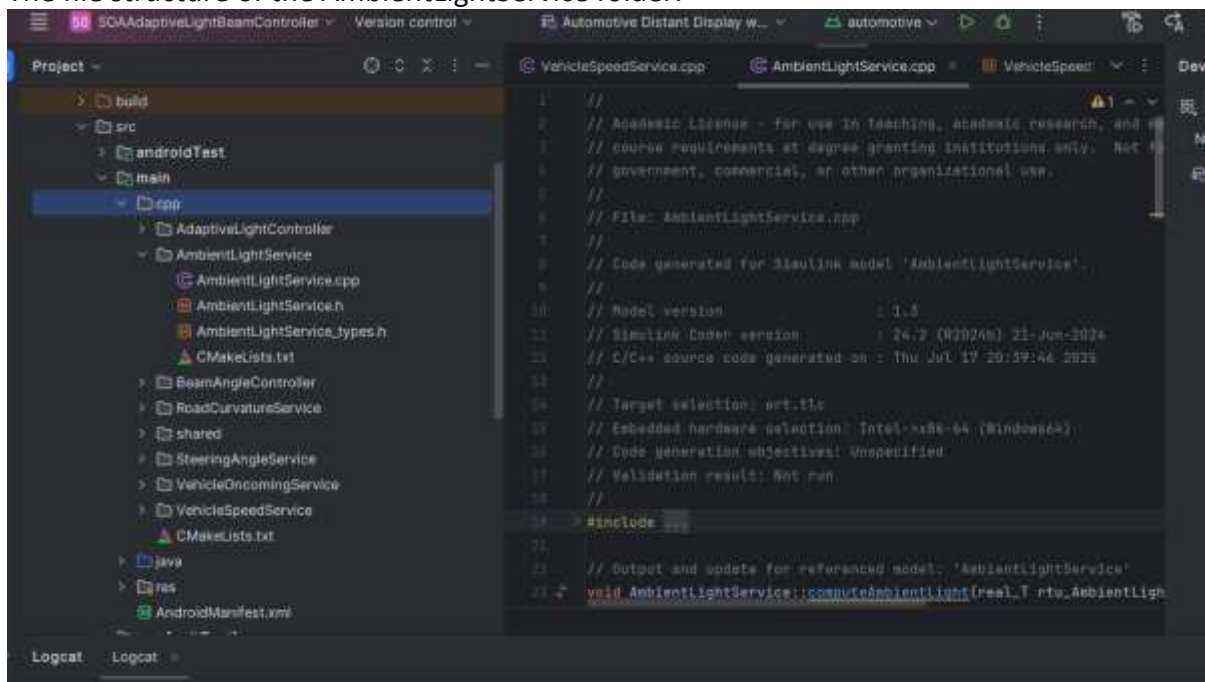 The file structure of the AmbientLightService folder:
SOAAdaptiveLightBeamController Version control Automotive Distant Display w... automotive
Project VehicleSpeedService.cpp AmbientLightService.cpp VehicleSpeed Dev
build
src
androidTest
main
cpp
AdaptiveLightController
AmbientLightService
AmbientLightService.cpp
AmbientLightService.h
AmbientLightService_types.h
CMakeLists.txt
BeamAngleController
RoadCurvatureService
shared
SteeringAngleService
VehicleOncomingService
VehicleSpeedService
CMakeLists.txt
java
res
AndroidManifest.xml
1 //
// Academic License - for use in teaching, academic research, and
// course requirements at degree granting institutions only. Not
// government, commercial, or other organizational use.
//
// File: AmbientLightService.cpp
//
// Code generated for Simulink model 'AmbientLightService'.
//
// Model version : 1.3
// Simulink Coder version : 24.2 (R2024b) 21-Jun-2024
// C/C++ source code generated on : Thu Jul 17 20:39:46 2025
//
// Target selection: ert.tlc
// Embedded hardware selection: Intel->x86-64 (Windows64)
// Code generation objectives: Unspecified
// Validation result: Not run
//
#include ...
// Output and update for referenced model: 'AmbientLightService'
void AmbientLightService::computeAmbientLight(real_T rtu_AmbientLigh
Logcat Logcat